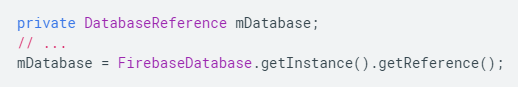 private DatabaseReference mDatabase;
// ...
mDatabase = FirebaseDatabase.getInstance().getReference();